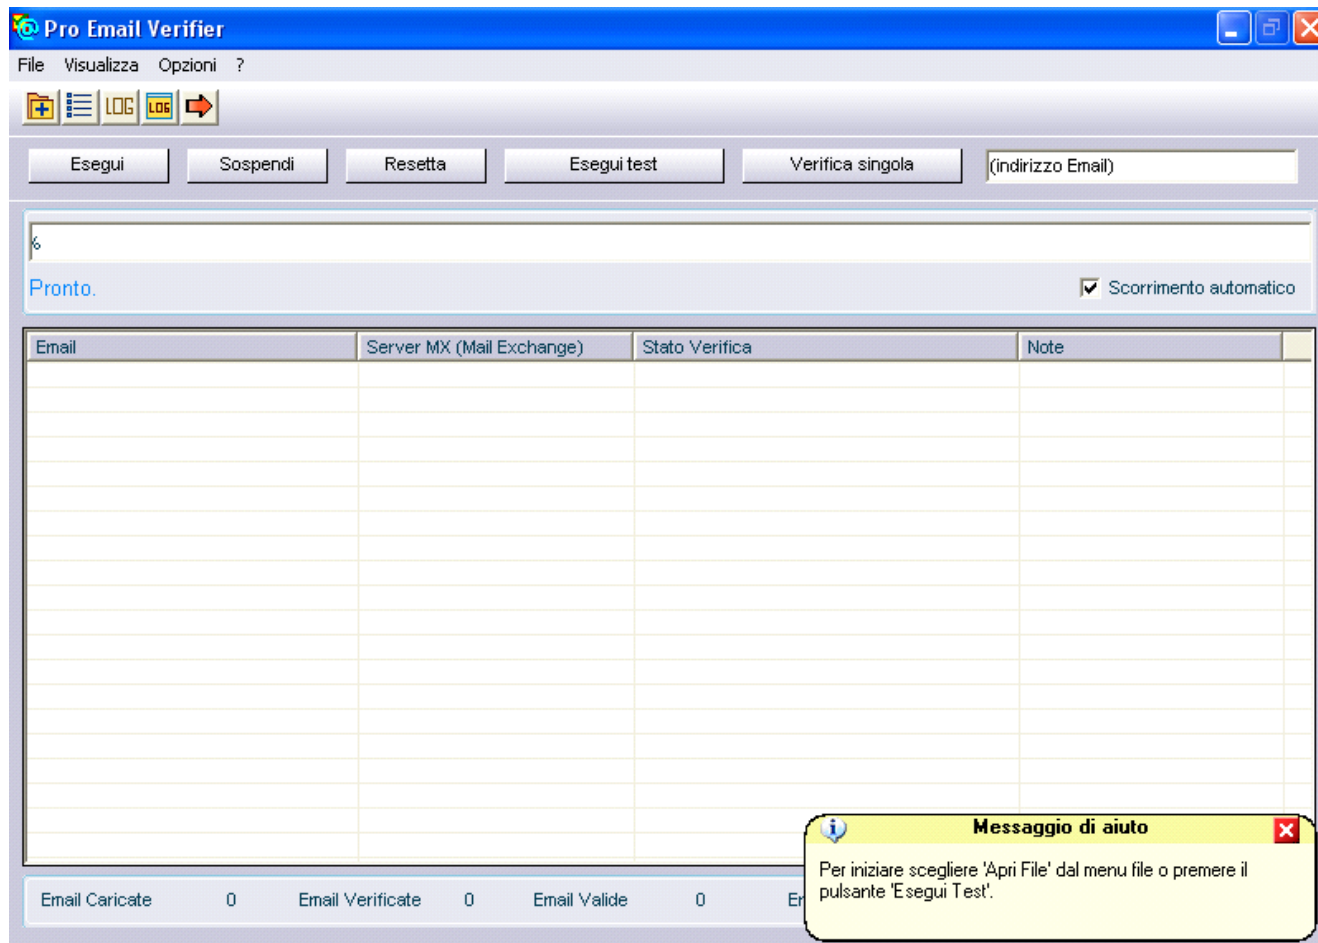 Pro Email Verifier
File Visualizza Opzioni ?
LOG LOG
Esegui Sospendi Resetta Esegui test Verifica singola (indirizzo Email)
%
Pronto. Scorrimento automatico
Email Server MX (Mail Exchange) Stato Verifica Note
Messaggio di aiuto
Per iniziare scegliere 'Apri File' dal menu file o premere il
pulsante 'Esegui Test'.
Email Caricate 0 Email Verificate 0 Email Valide 0